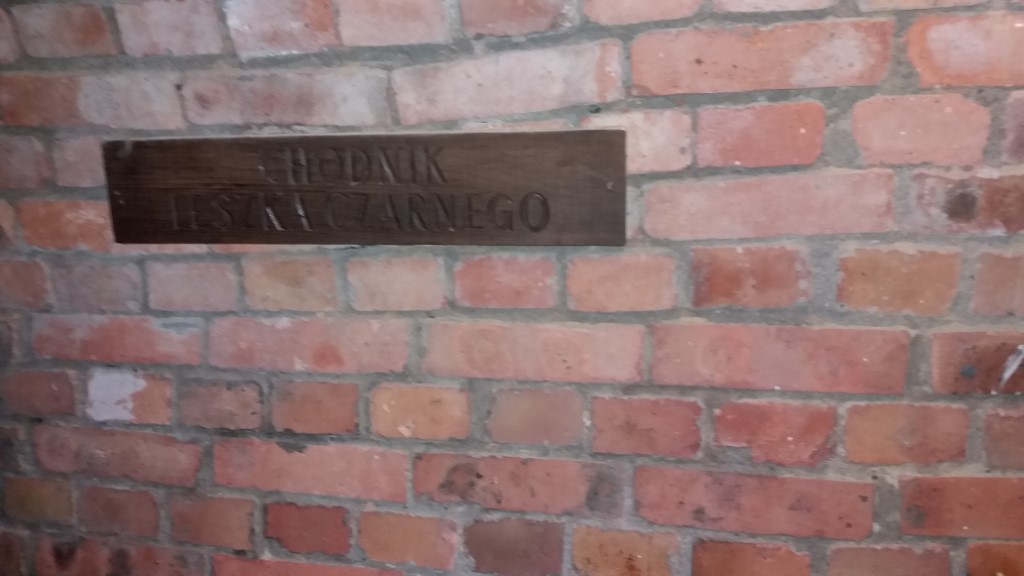 CHODNIK
LESZKA CZARNEGO